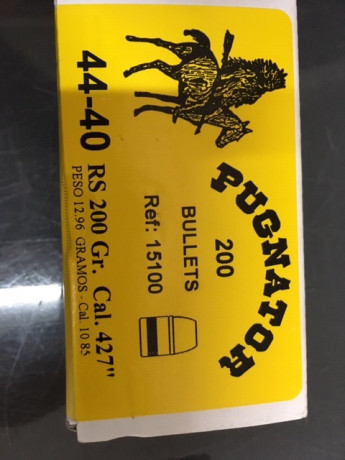 PUGNATOR
200
BULLETS
Ref: 15100
44-40 RS 200 Gr. Cal. 427"
PESO 12,96 GRAMOS - Cal. 10 85